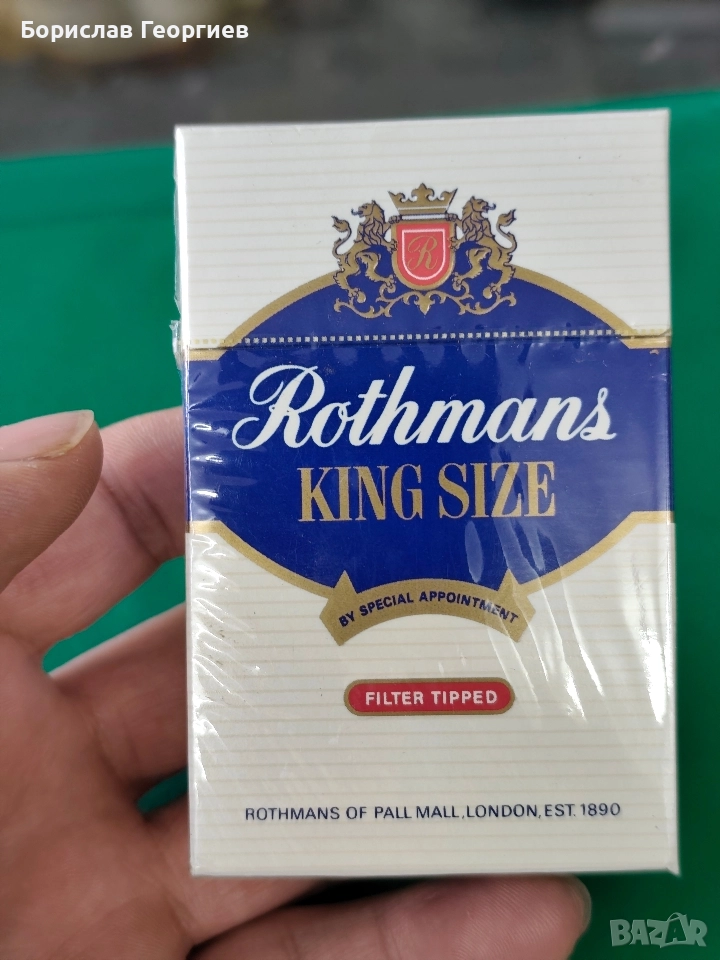 Борислав Георгиев
R
Rothmans
KING SIZE
BY SPECIAL APPOINTMENT
FILTER TIPPED
ROTHMANS OF PALL MALL, LONDON, EST. 1890
BAZAR